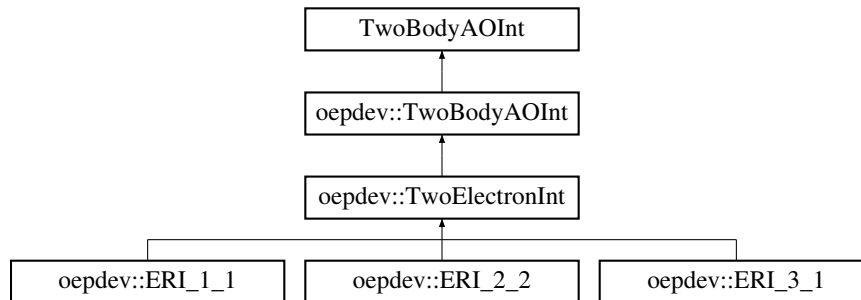 TwoBodyAOInt
oepdev::TwoBodyAOInt
oepdev::TwoElectronInt
oepdev::ERI_1_1
oepdev::ERI_2_2
oepdev::ERI_3_1